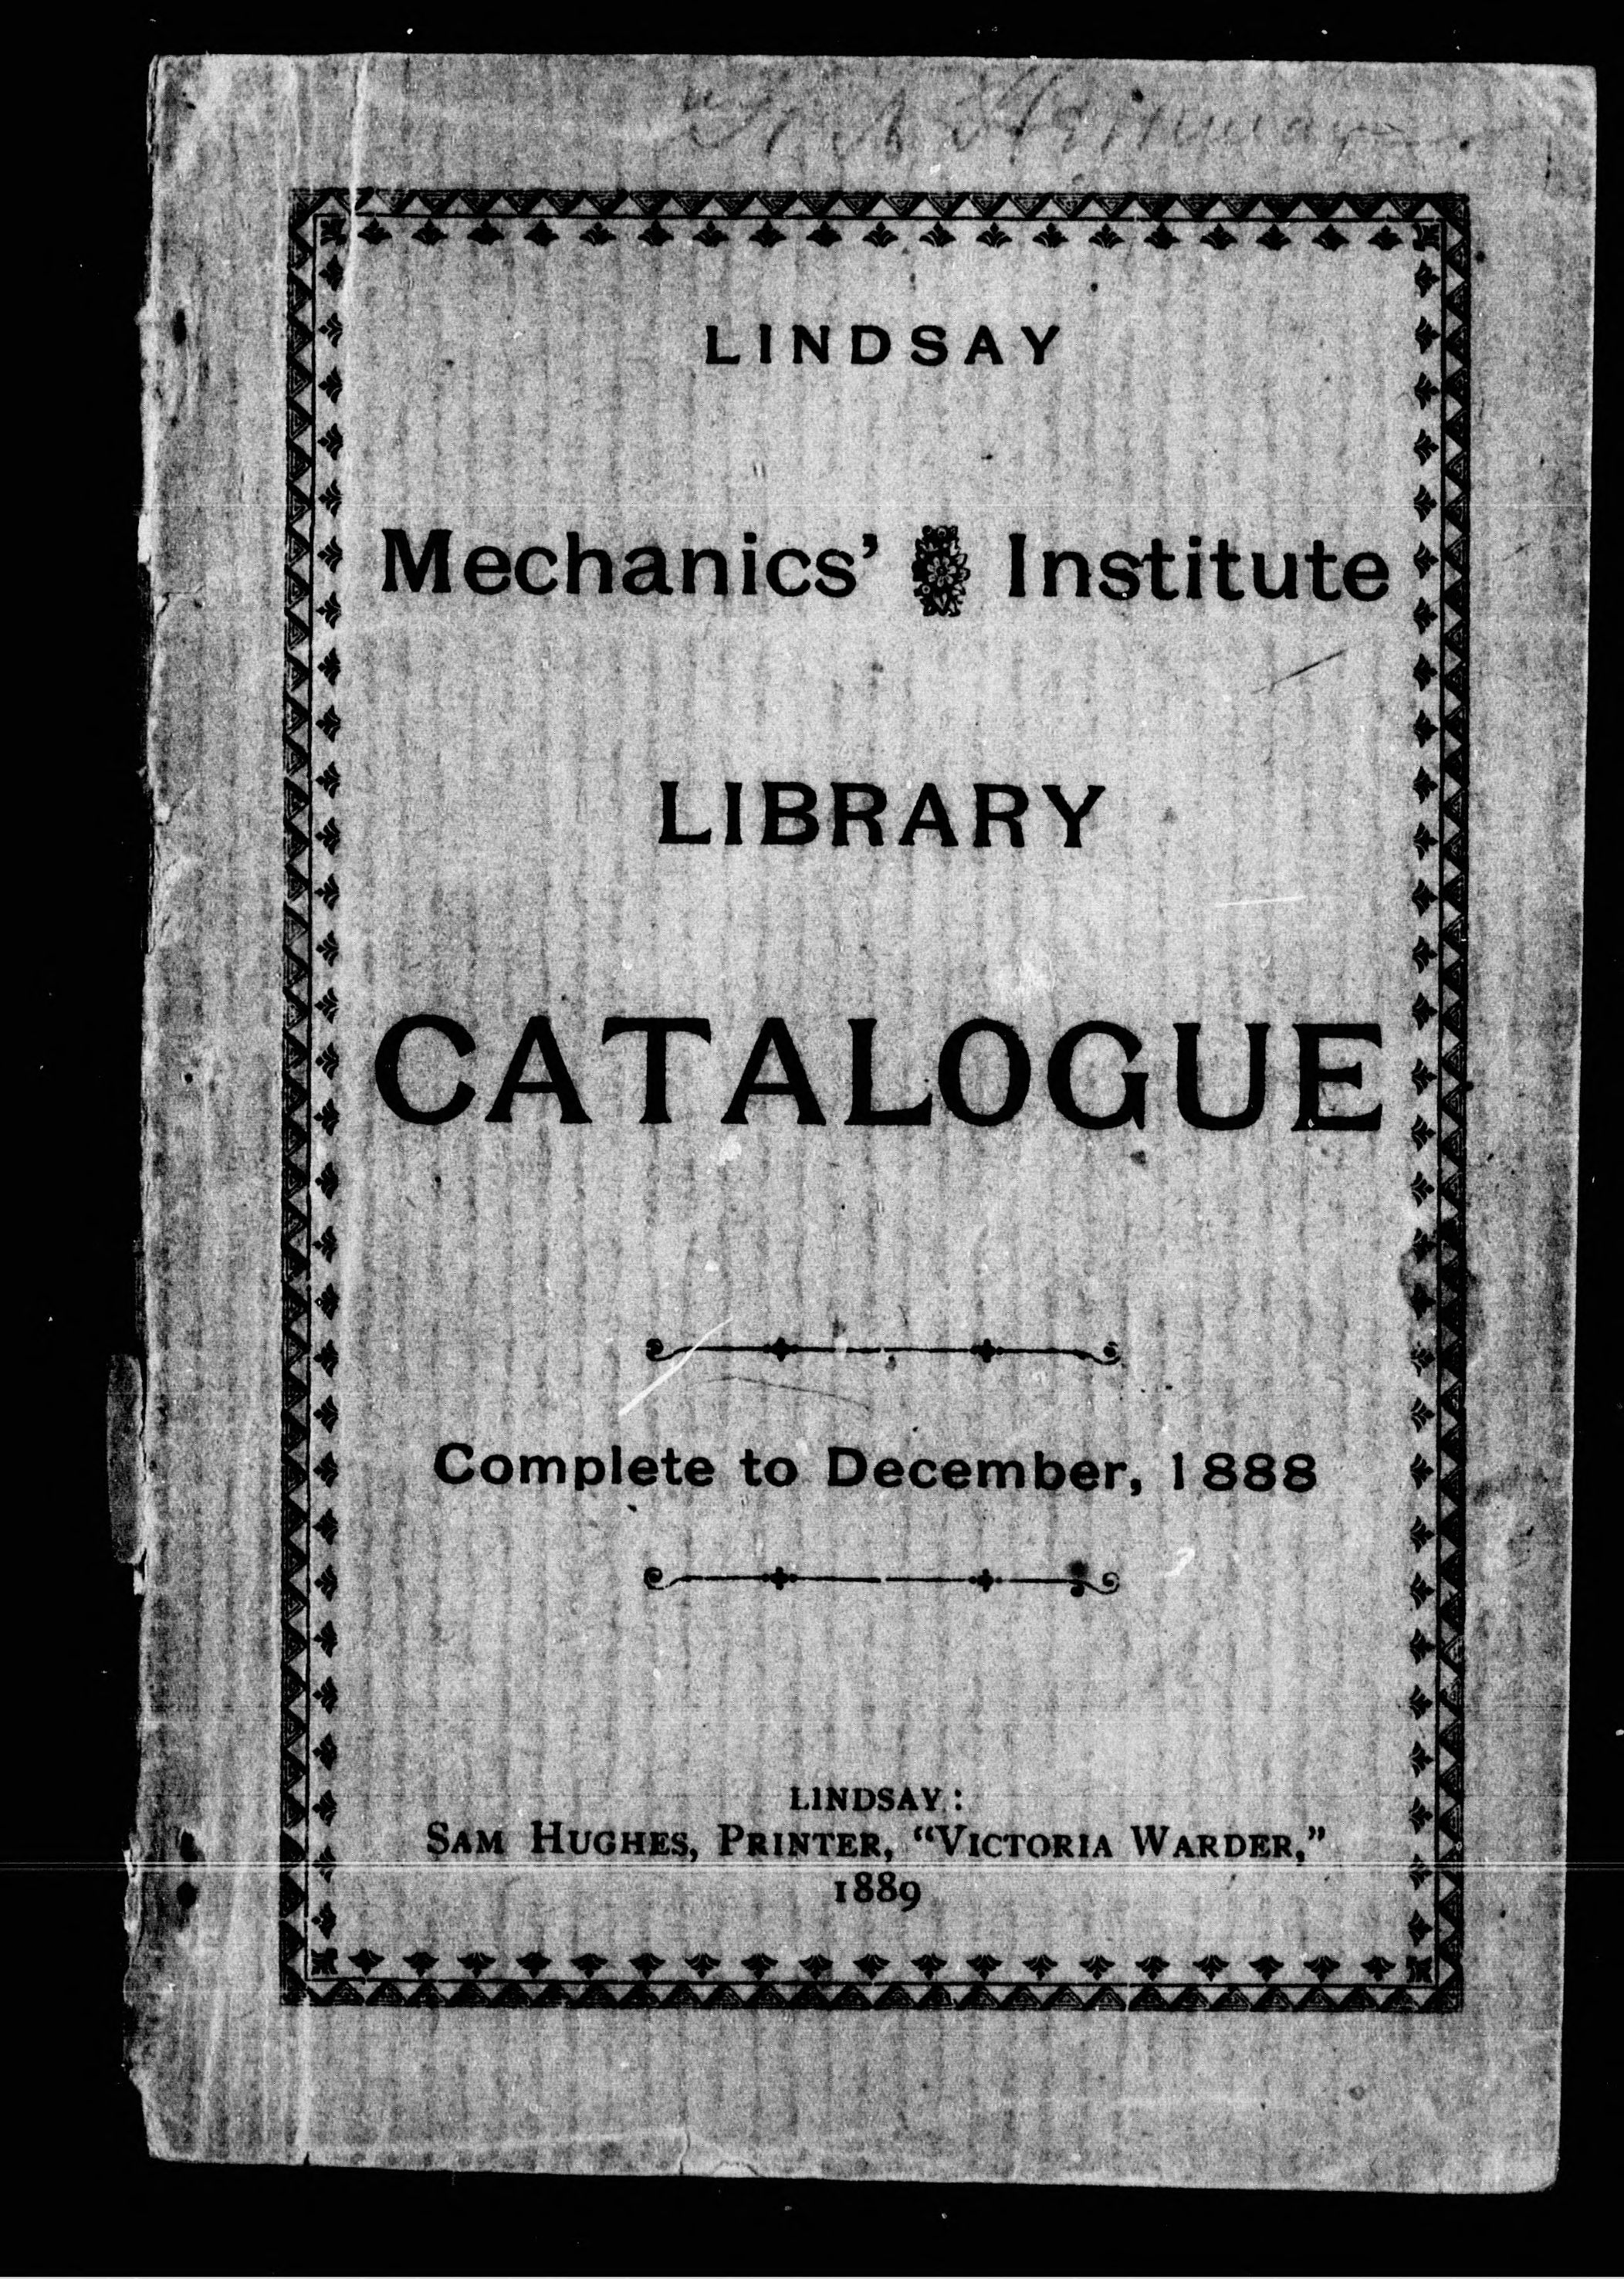 LINDSAY
Mechanics' Institute
LIBRARY
CATALOGUE
Complete to December, 1888
LINDSAY:
SAM HUGHES, PRINTER, "VICTORIA WARDER,"
1889